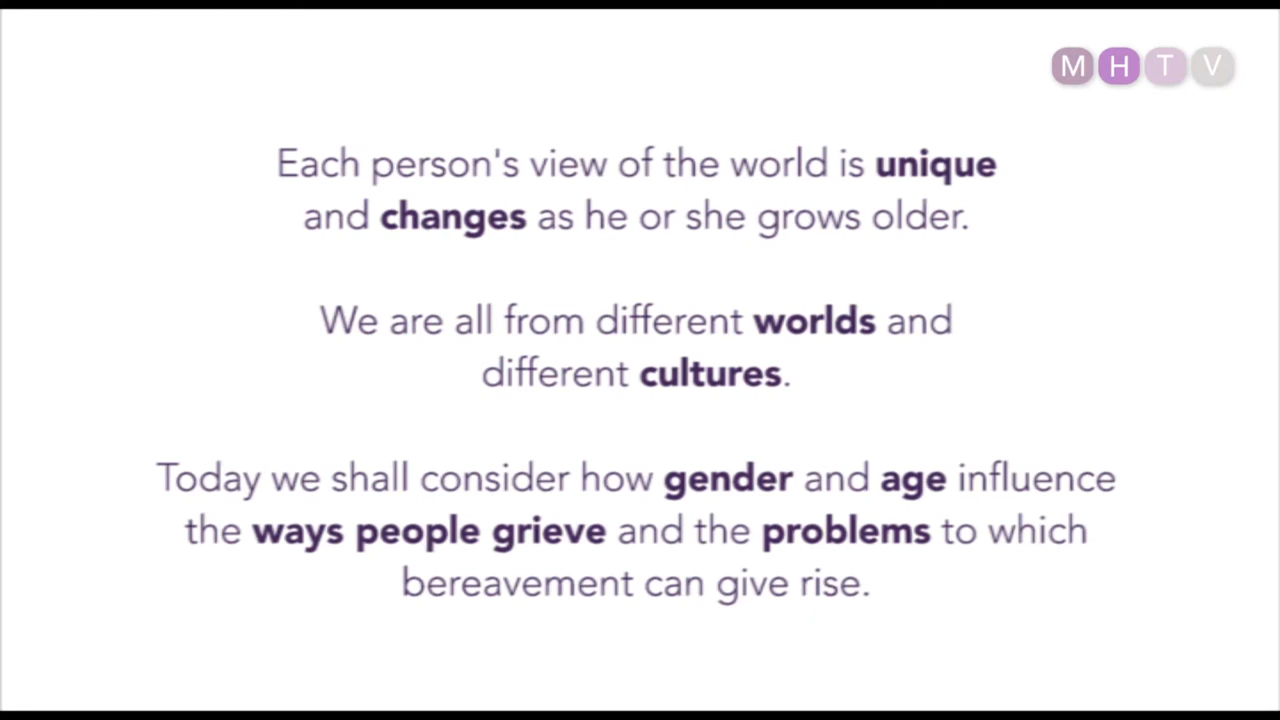 M H T V
Each person's view of the world is unique
and changes as he or she grows older.
We are all from different worlds and
different cultures.
Today we shall consider how gender and age influence
the ways people grieve and the problems to which
bereavement can give rise.